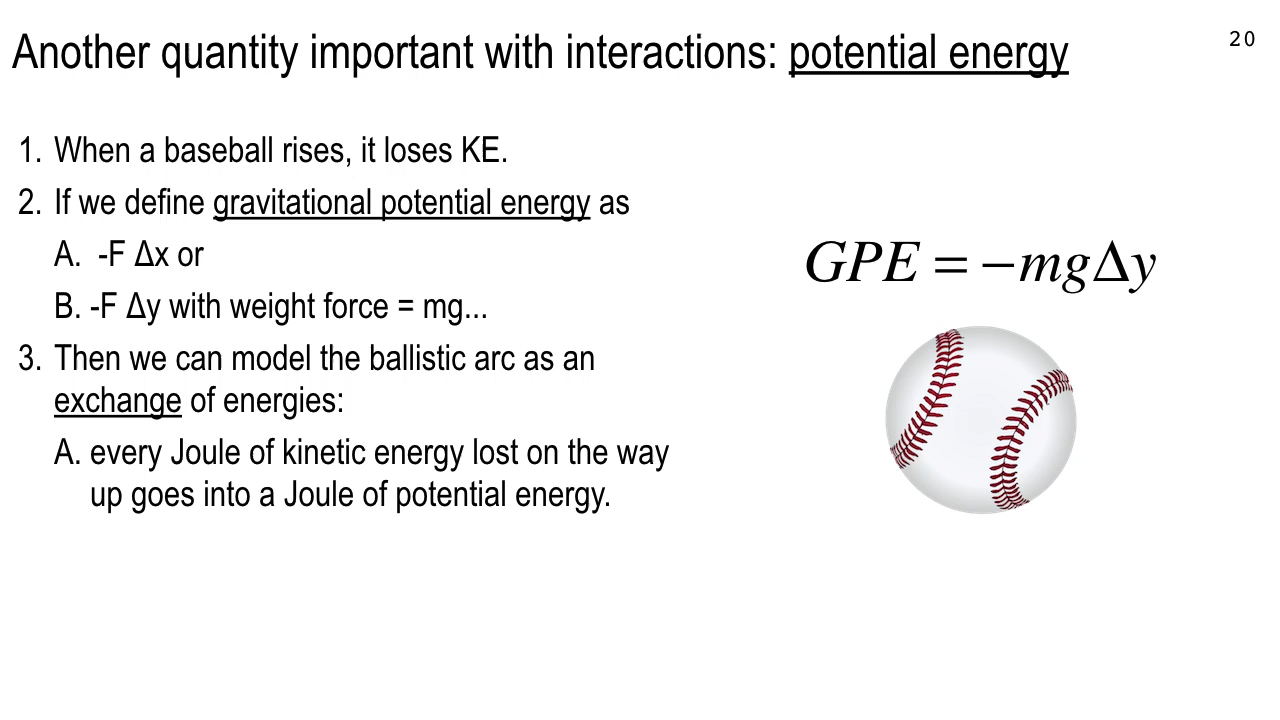 Another quantity important with interactions: potential energy
20
1. When a baseball rises, it loses KE.
2. If we define gravitational potential energy as
A. -F Δx or
B. -F Δy with weight force = mg...
3. Then we can model the ballistic arc as an
exchange of energies:
A. every Joule of kinetic energy lost on the way
up goes into a Joule of potential energy.
GPE = −mgΔy